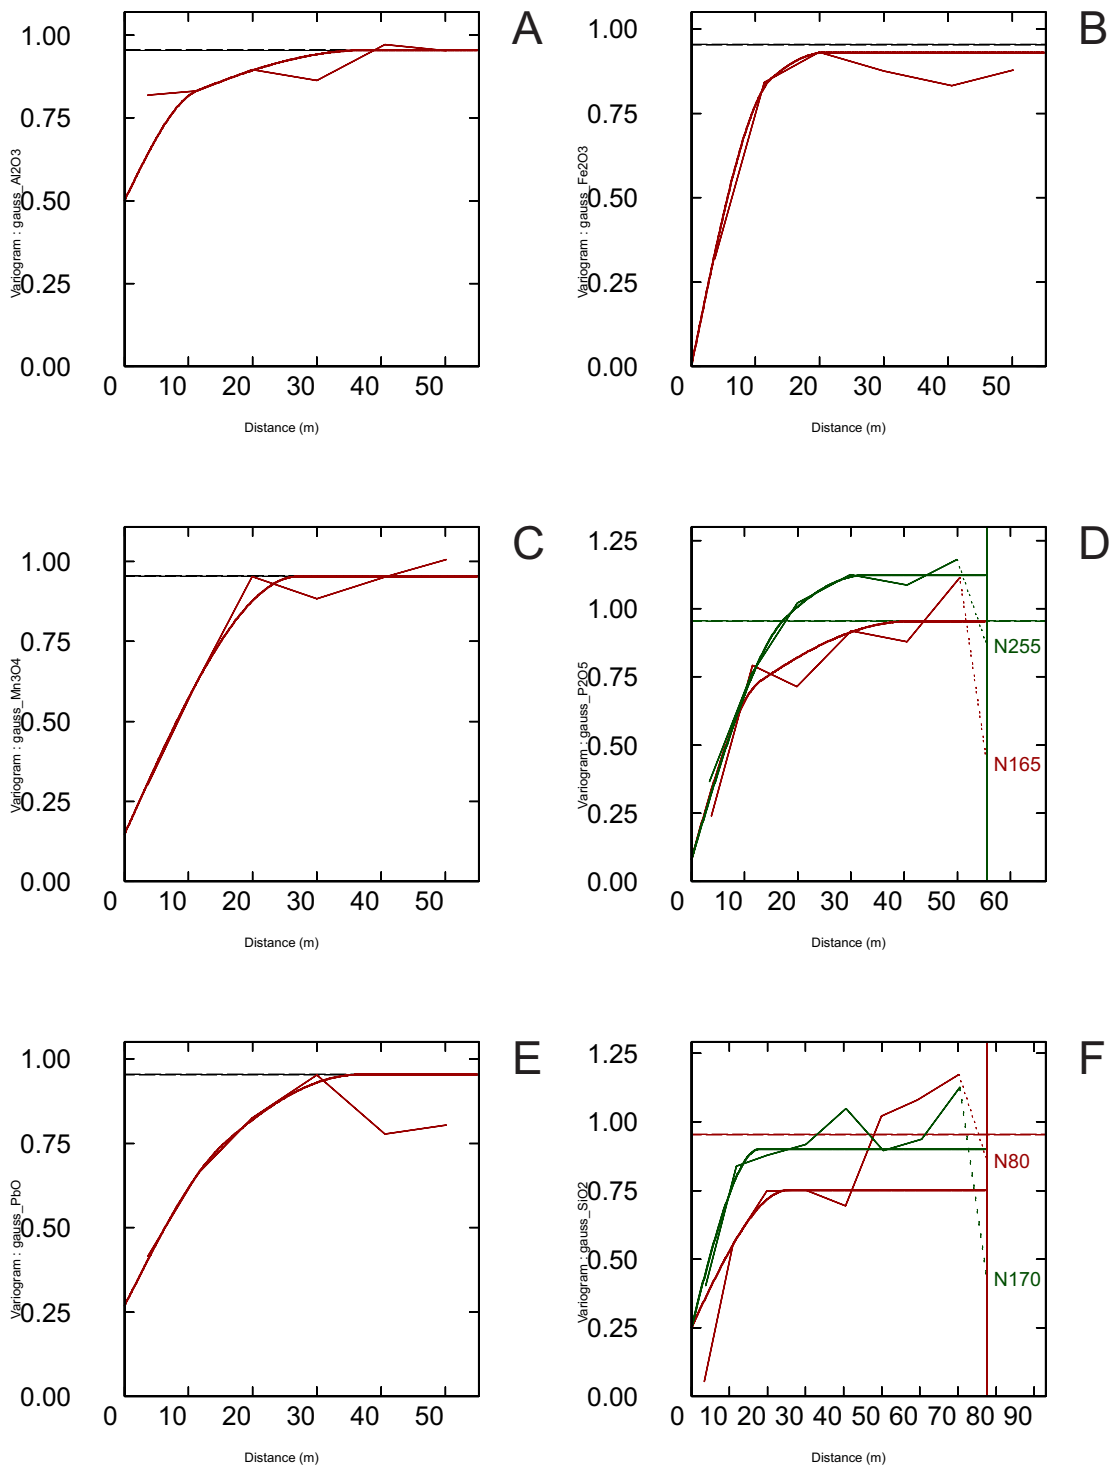 A
1.00
0.75
0.50
0.25
0.00
Variogram : gauss_Al2O3
0 10 20 30 40 50
Distance (m)
B
1.00
0.75
0.50
0.25
0.00
Variogram : gauss_Fe2O3
0 10 20 30 40 50
Distance (m)
C
1.00
0.75
0.50
0.25
0.00
Variogram : gauss_Mn3O4
0 10 20 30 40 50
Distance (m)
D
1.25
1.00
0.75
0.50
0.25
0.00
Variogram : gauss_P2O5
N255
N165
0 10 20 30 40 50 60
Distance (m)
E
1.00
0.75
0.50
0.25
0.00
Variogram : gauss_PbO
0 10 20 30 40 50
Distance (m)
F
1.25
1.00
0.75
0.50
0.25
0.00
Variogram : gauss_SiO2
N80
N170
0 10 20 30 40 50 60 70 80 90
Distance (m)